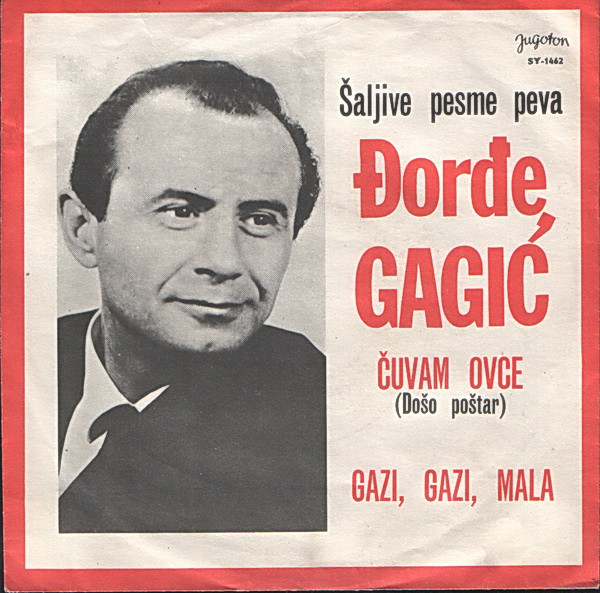 Jugoton
SY-1462
Šaljive pesme peva
Đorđe
GAGIĆ
ČUVAM OVCE
(Došo poštar)
GAZI, GAZI, MALA